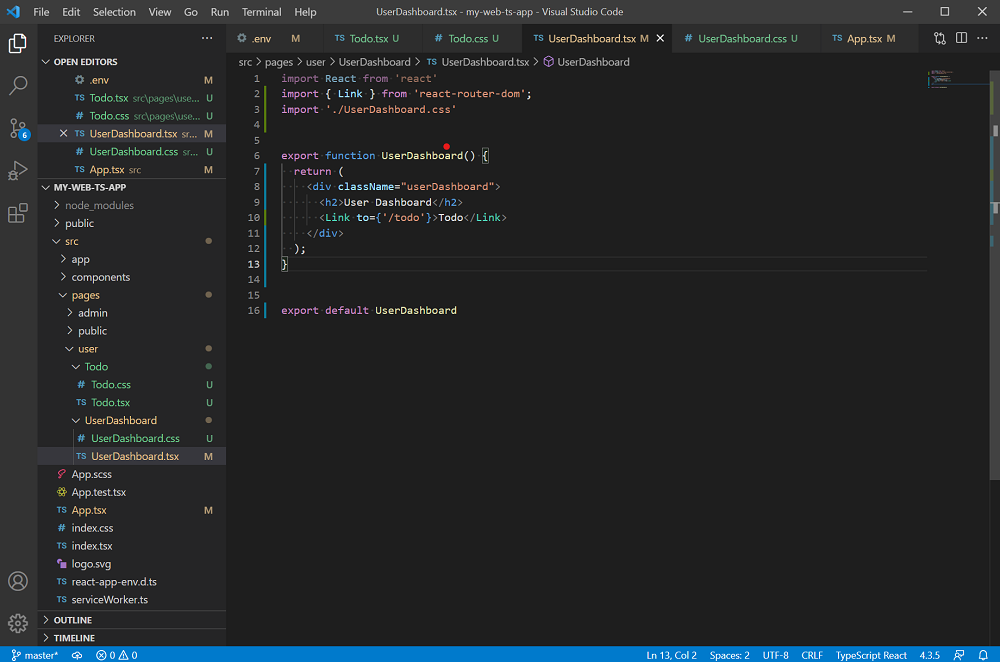 File Edit Selection View Go Run Terminal Help UserDashboard.tsx - my-web-ts-app - Visual Studio Code
EXPLORER
OPEN EDITORS
.env M
TS Todo.tsx src\pages\use... U
# Todo.css src\pages\use... U
TS UserDashboard.tsx sr... M
# UserDashboard.css sr... U
TS App.tsx src M
MY-WEB-TS-APP
node_modules
public
src
app
components
pages
admin
public
user
Todo
# Todo.css U
TS Todo.tsx U
UserDashboard
# UserDashboard.css U
TS UserDashboard.tsx M
App.scss
App.test.tsx
TS App.tsx M
# index.css
TS index.tsx
logo.svg
TS react-app-env.d.ts
TS serviceWorker.ts
OUTLINE
TIMELINE
6
.env M TS Todo.tsx U # Todo.css U TS UserDashboard.tsx M # UserDashboard.css U TS App.tsx M
src > pages > user > UserDashboard > TS UserDashboard.tsx > UserDashboard
1 import React from 'react'
2 import { Link } from 'react-router-dom';
3 import './UserDashboard.css'
4
5
6 export function UserDashboard() {
7 return (
8 <div className="userDashboard">
9 <h2>User Dashboard</h2>
10 <Link to={'/todo'}>Todo</Link>
11 </div>
12 );
13 }
14
15
16 export default UserDashboard
master* 0 0 Ln 13, Col 2 Spaces: 2 UTF-8 CRLF TypeScript React 4.3.5